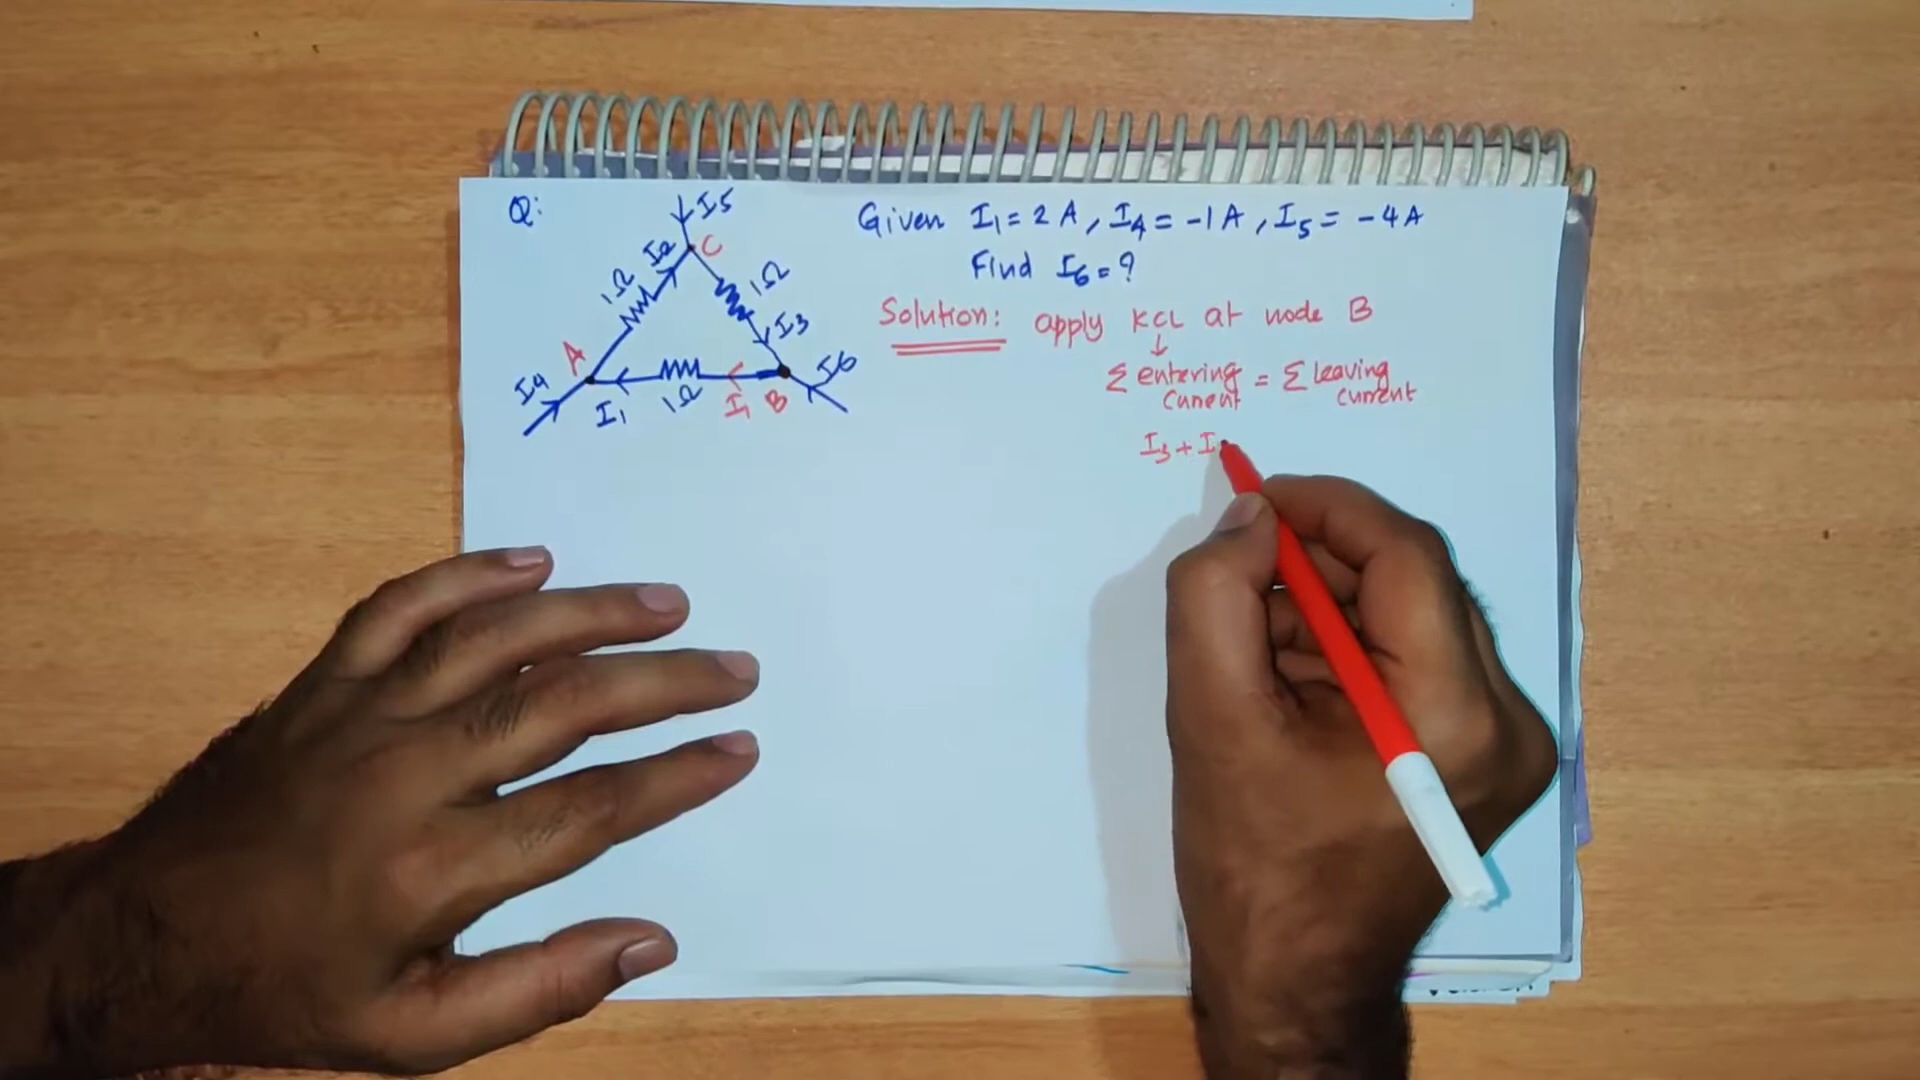 Q:
I5
I2
C
1Ω
1Ω
I3
A
I4
I1
1Ω
I1
B
I6
Given I1 = 2 A, I4 = -1 A, I5 = -4 A
Find I6 = ?
Solution: apply KCL at node B
Σ entering current = Σ leaving current
I3 + I